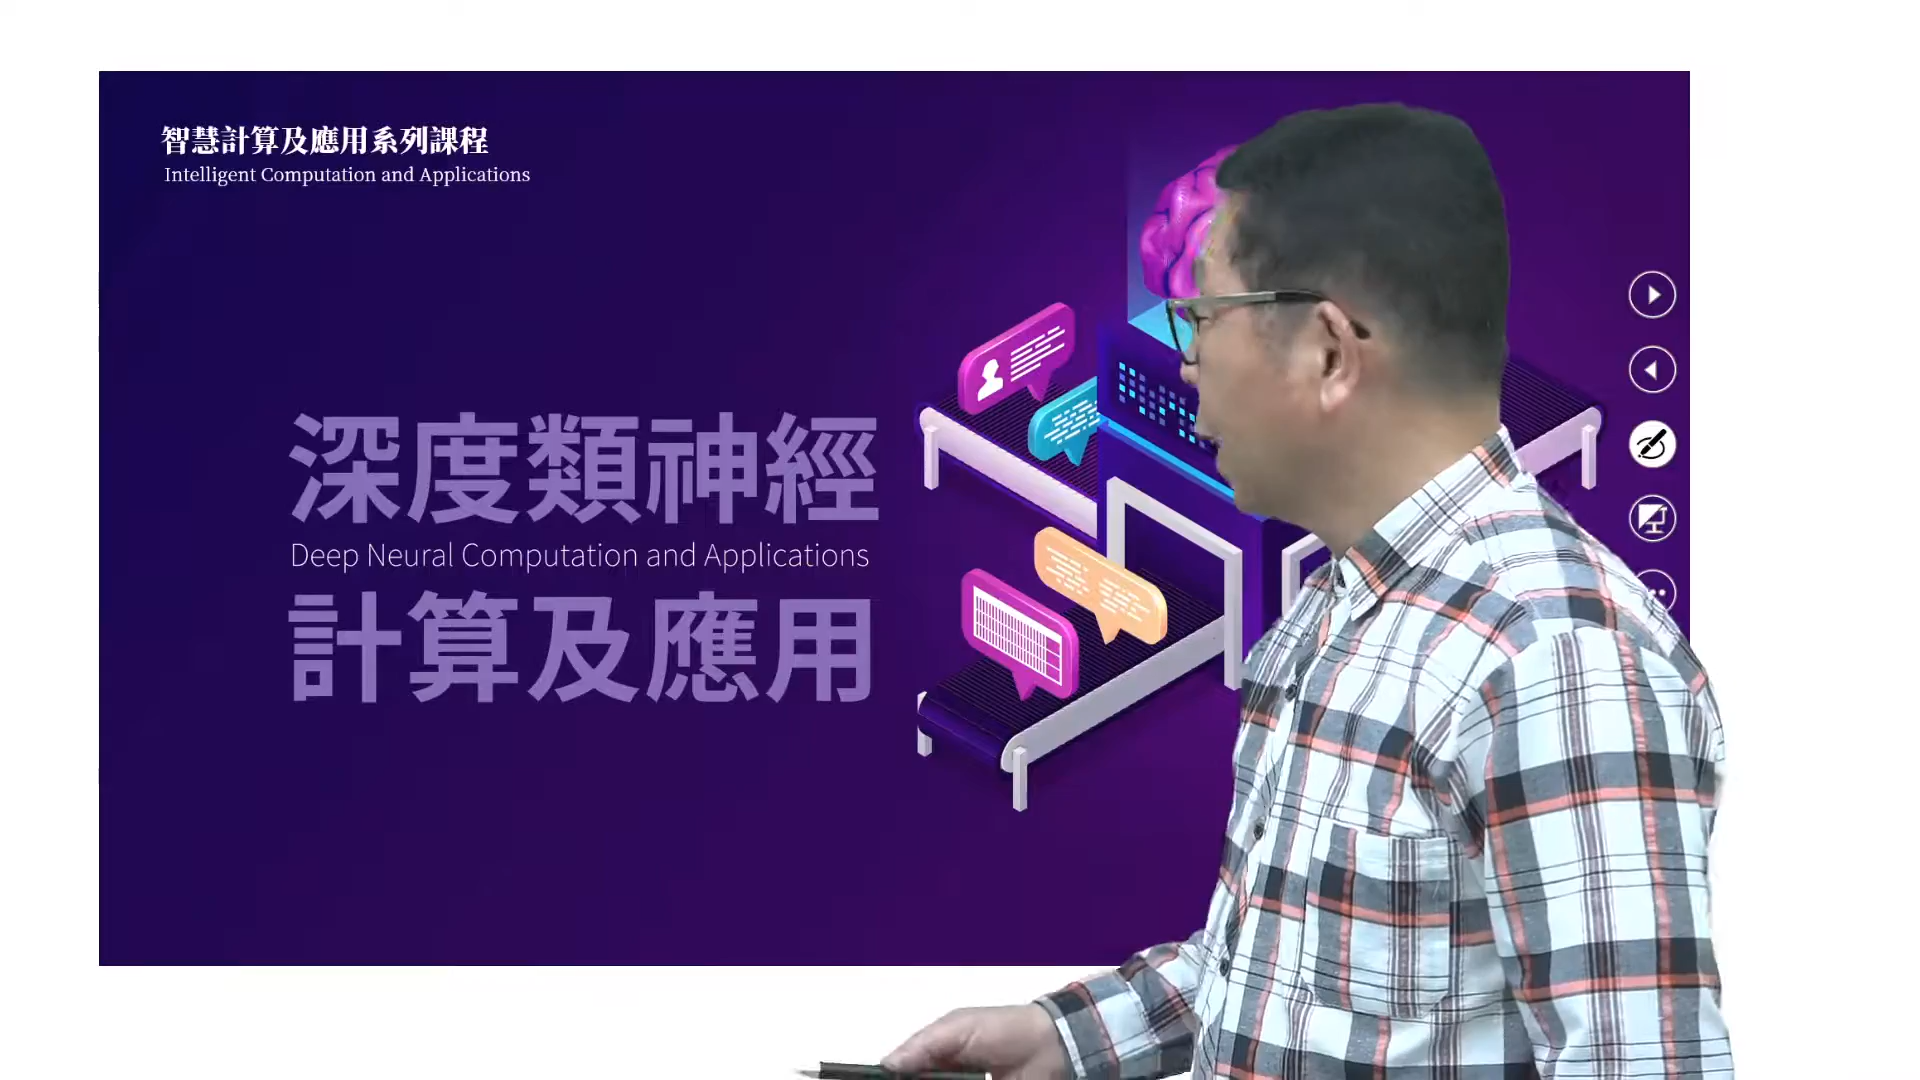 智慧計算及應用系列課程
Intelligent Computation and Applications
深度類神經
Deep Neural Computation and Applications
計算及應用